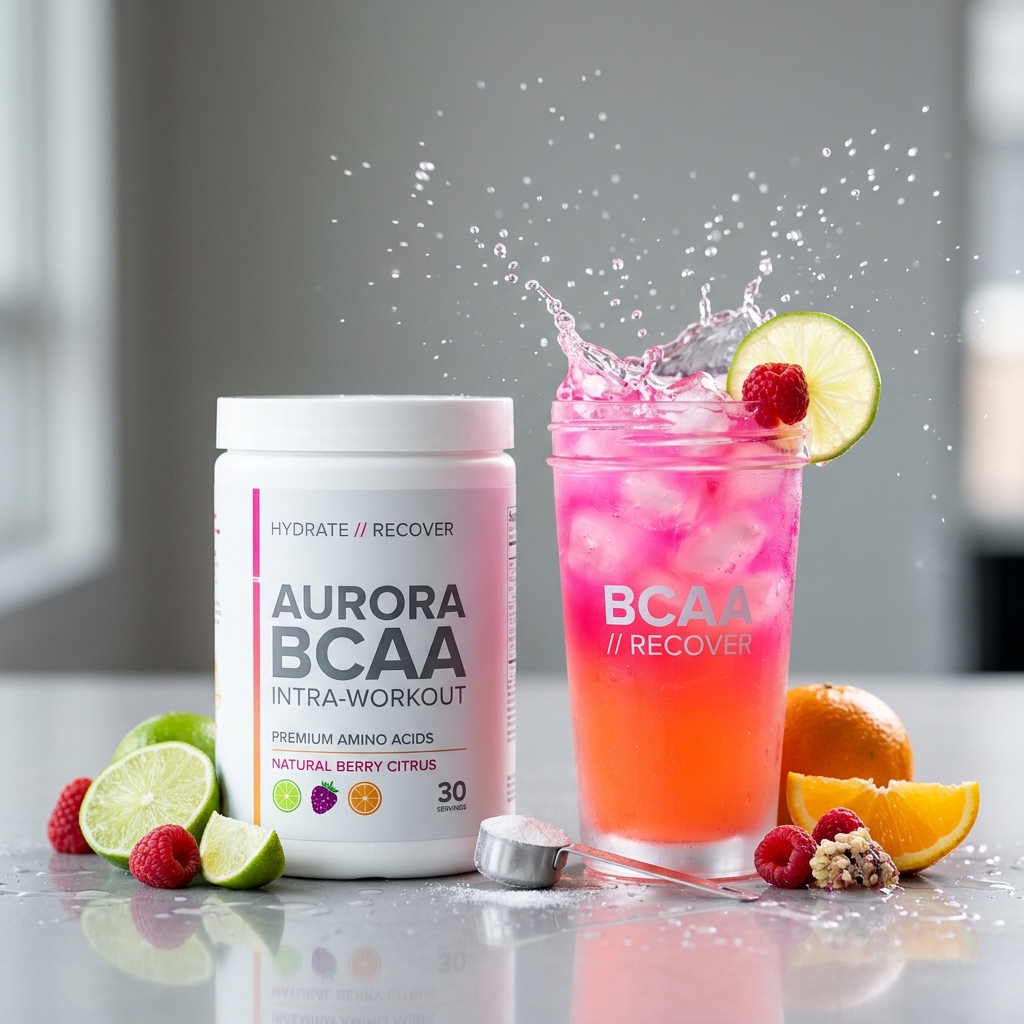 HYDRATE // RECOVER
AURORA
BCAA
INTRA-WORKOUT
PREMIUM AMINO ACIDS
NATURAL BERRY CITRUS
30
SERVINGS
BCAA
// RECOVER